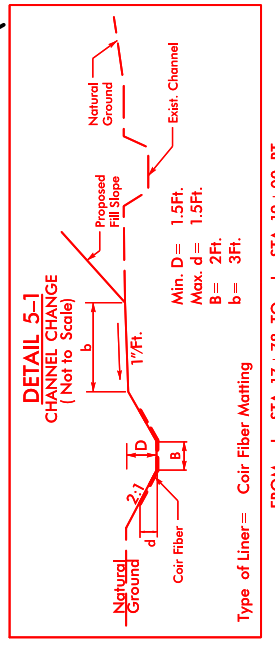 DETAIL 5-1
CHANNEL CHANGE
( Not to Scale)
Natural
Ground
2:1
d
Coir Fiber
D
B
b
1"/Ft.
Proposed
Fill Slope
Natural
Ground
Exist. Channel
Min. D= 1.5Ft.
Max. d= 1.5Ft.
B= 2Ft.
b= 3Ft.
Type of Liner= Coir Fiber Matting